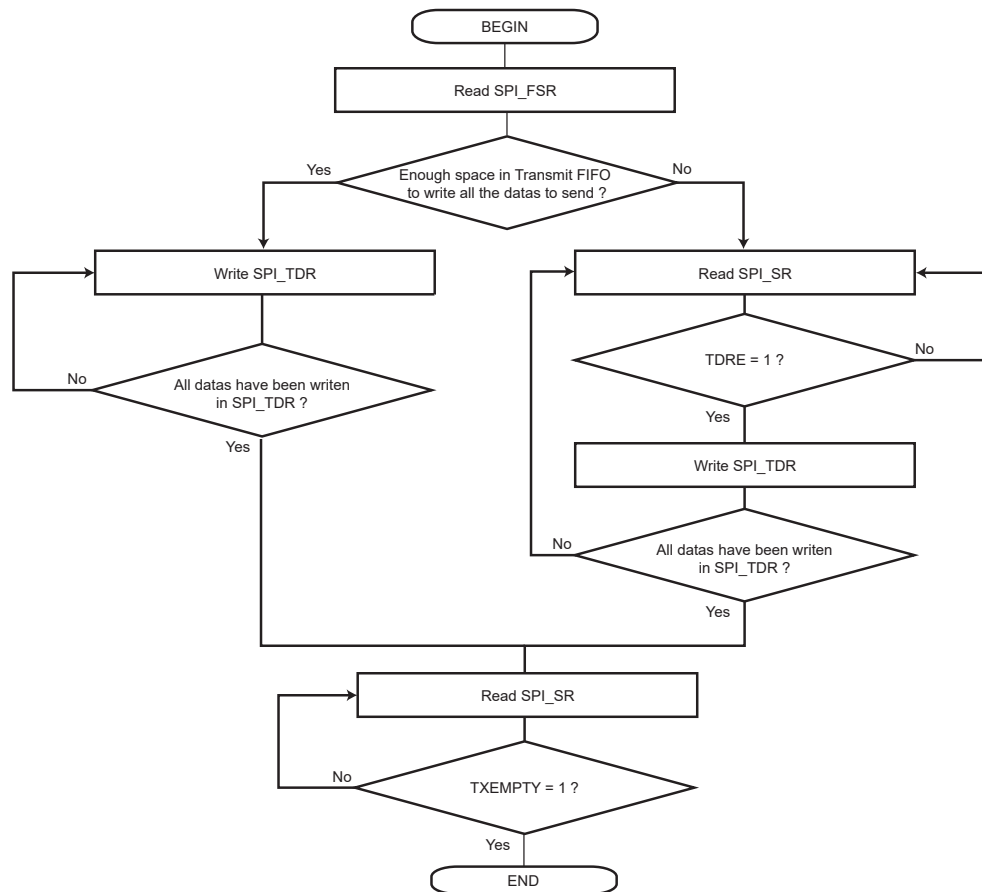 BEGIN
Read SPI_FSR
Enough space in Transmit FIFO
to write all the datas to send ?
Yes
No
Write SPI_TDR
Read SPI_SR
TDRE = 1 ?
No
All datas have been writen
in SPI_TDR ?
No
Yes
Yes
Write SPI_TDR
All datas have been writen
in SPI_TDR ?
No
Yes
Read SPI_SR
TXEMPTY = 1 ?
No
Yes
END